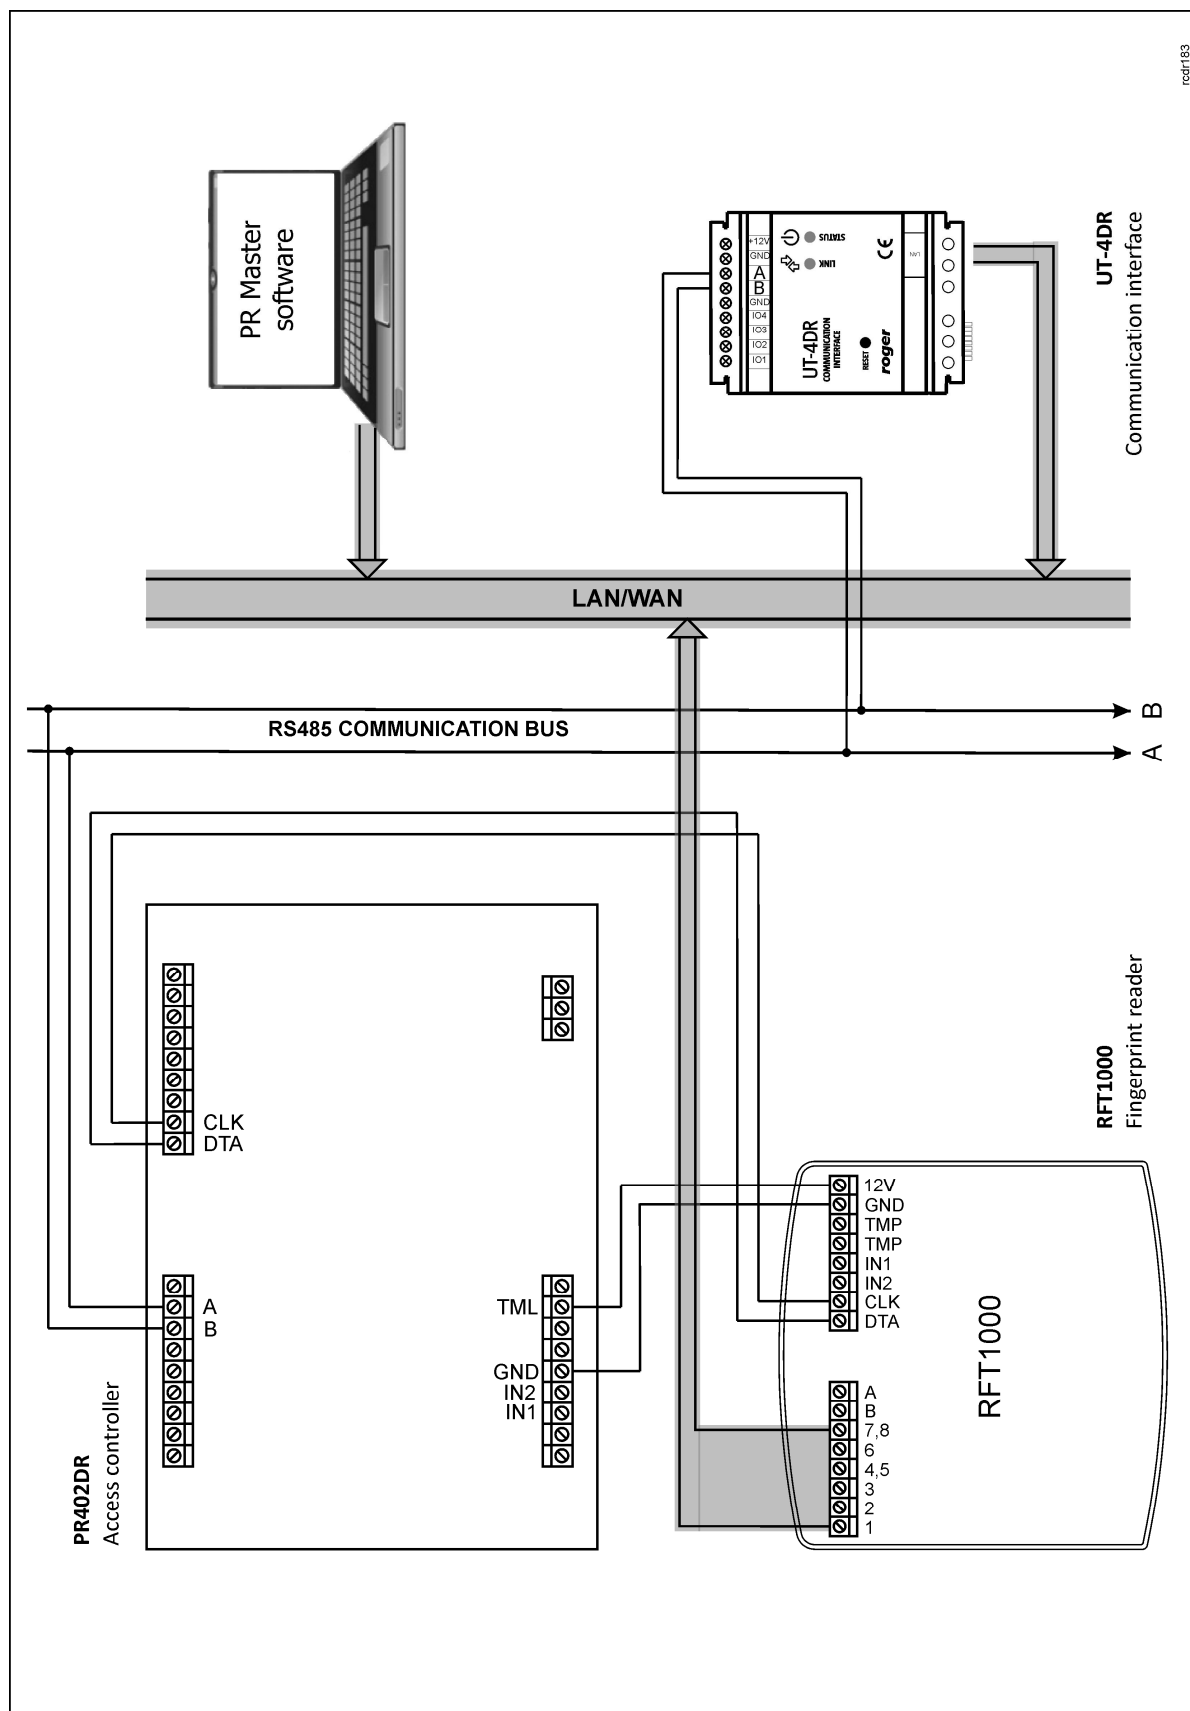 rcdr183
PR Master
software
+12V
GND
A
B
GND
IO4
IO3
IO2
IO1
STATUS
LINK
UT-4DR
COMMUNICATION
INTERFACE
RESET
roger
CE
LAN
UT-4DR
Communication interface
LAN/WAN
RS485 COMMUNICATION BUS
B
A
CLK
DTA
A
B
TML
GND
IN2
IN1
PR402DR
Access controller
RFT1000
Fingerprint reader
12V
GND
TMP
TMP
IN1
IN2
CLK
DTA
A
B
7,8
6
4,5
3
2
1
RFT1000